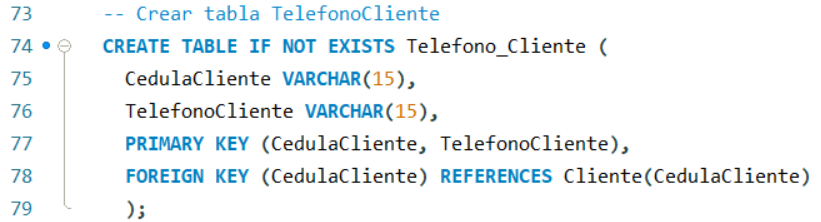 73 -- Crear tabla TelefonoCliente
74 CREATE TABLE IF NOT EXISTS Telefono_Cliente (
75 CedulaCliente VARCHAR(15),
76 TelefonoCliente VARCHAR(15),
77 PRIMARY KEY (CedulaCliente, TelefonoCliente),
78 FOREIGN KEY (CedulaCliente) REFERENCES Cliente(CedulaCliente)
79 );